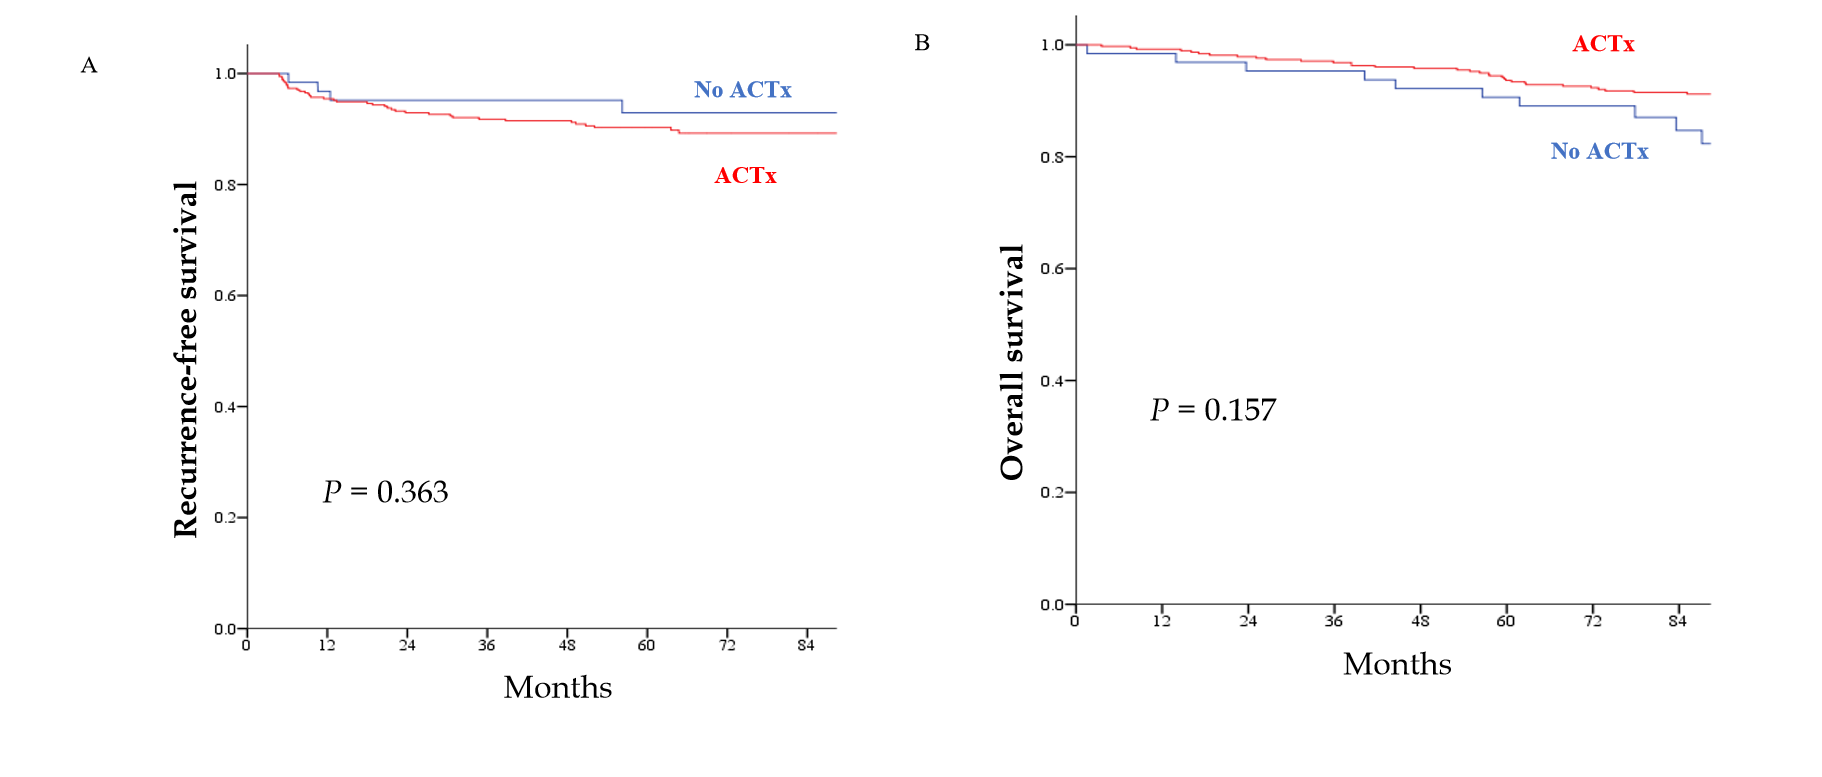 A
1.0
0.8
0.6
0.4
0.2
0.0
0 12 24 36 48 60 72 84
Recurrence-free survival
Months
No ACTx
ACTx
P = 0.363
B
1.0
0.8
0.6
0.4
0.2
0.0
0 12 24 36 48 60 72 84
Overall survival
Months
ACTx
No ACTx
P = 0.157